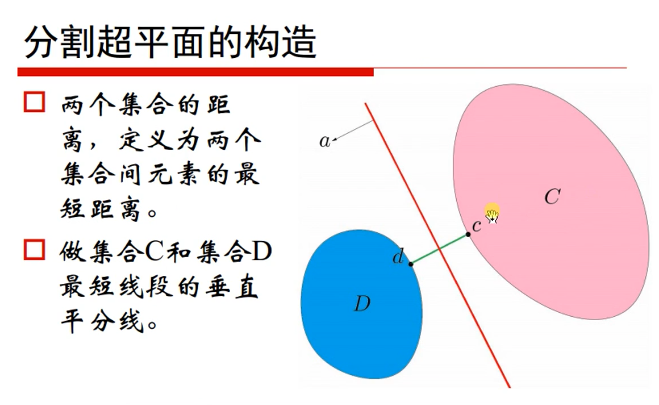 分割超平面的构造
两个集合的距
离，定义为两个
集合间元素的最
短距离。
做集合C和集合D
最短线段的垂直
平分线。
a
C
c
d
D